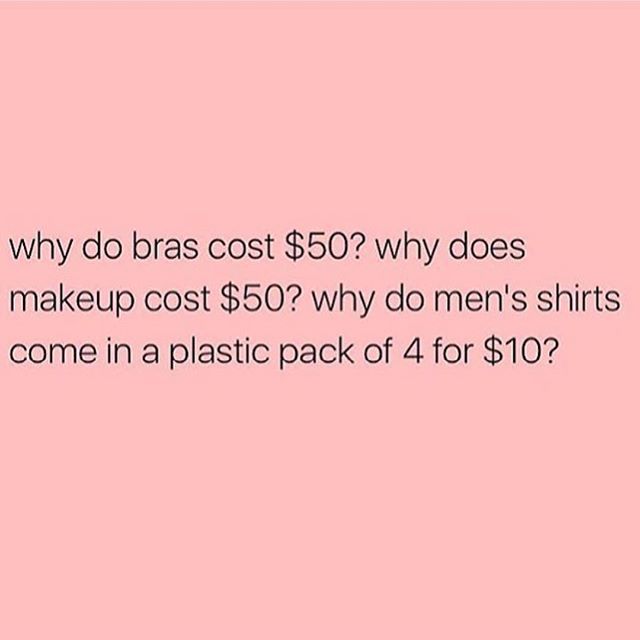 why do bras cost $50? why does
makeup cost $50? why do men's shirts
come in a plastic pack of 4 for $10?